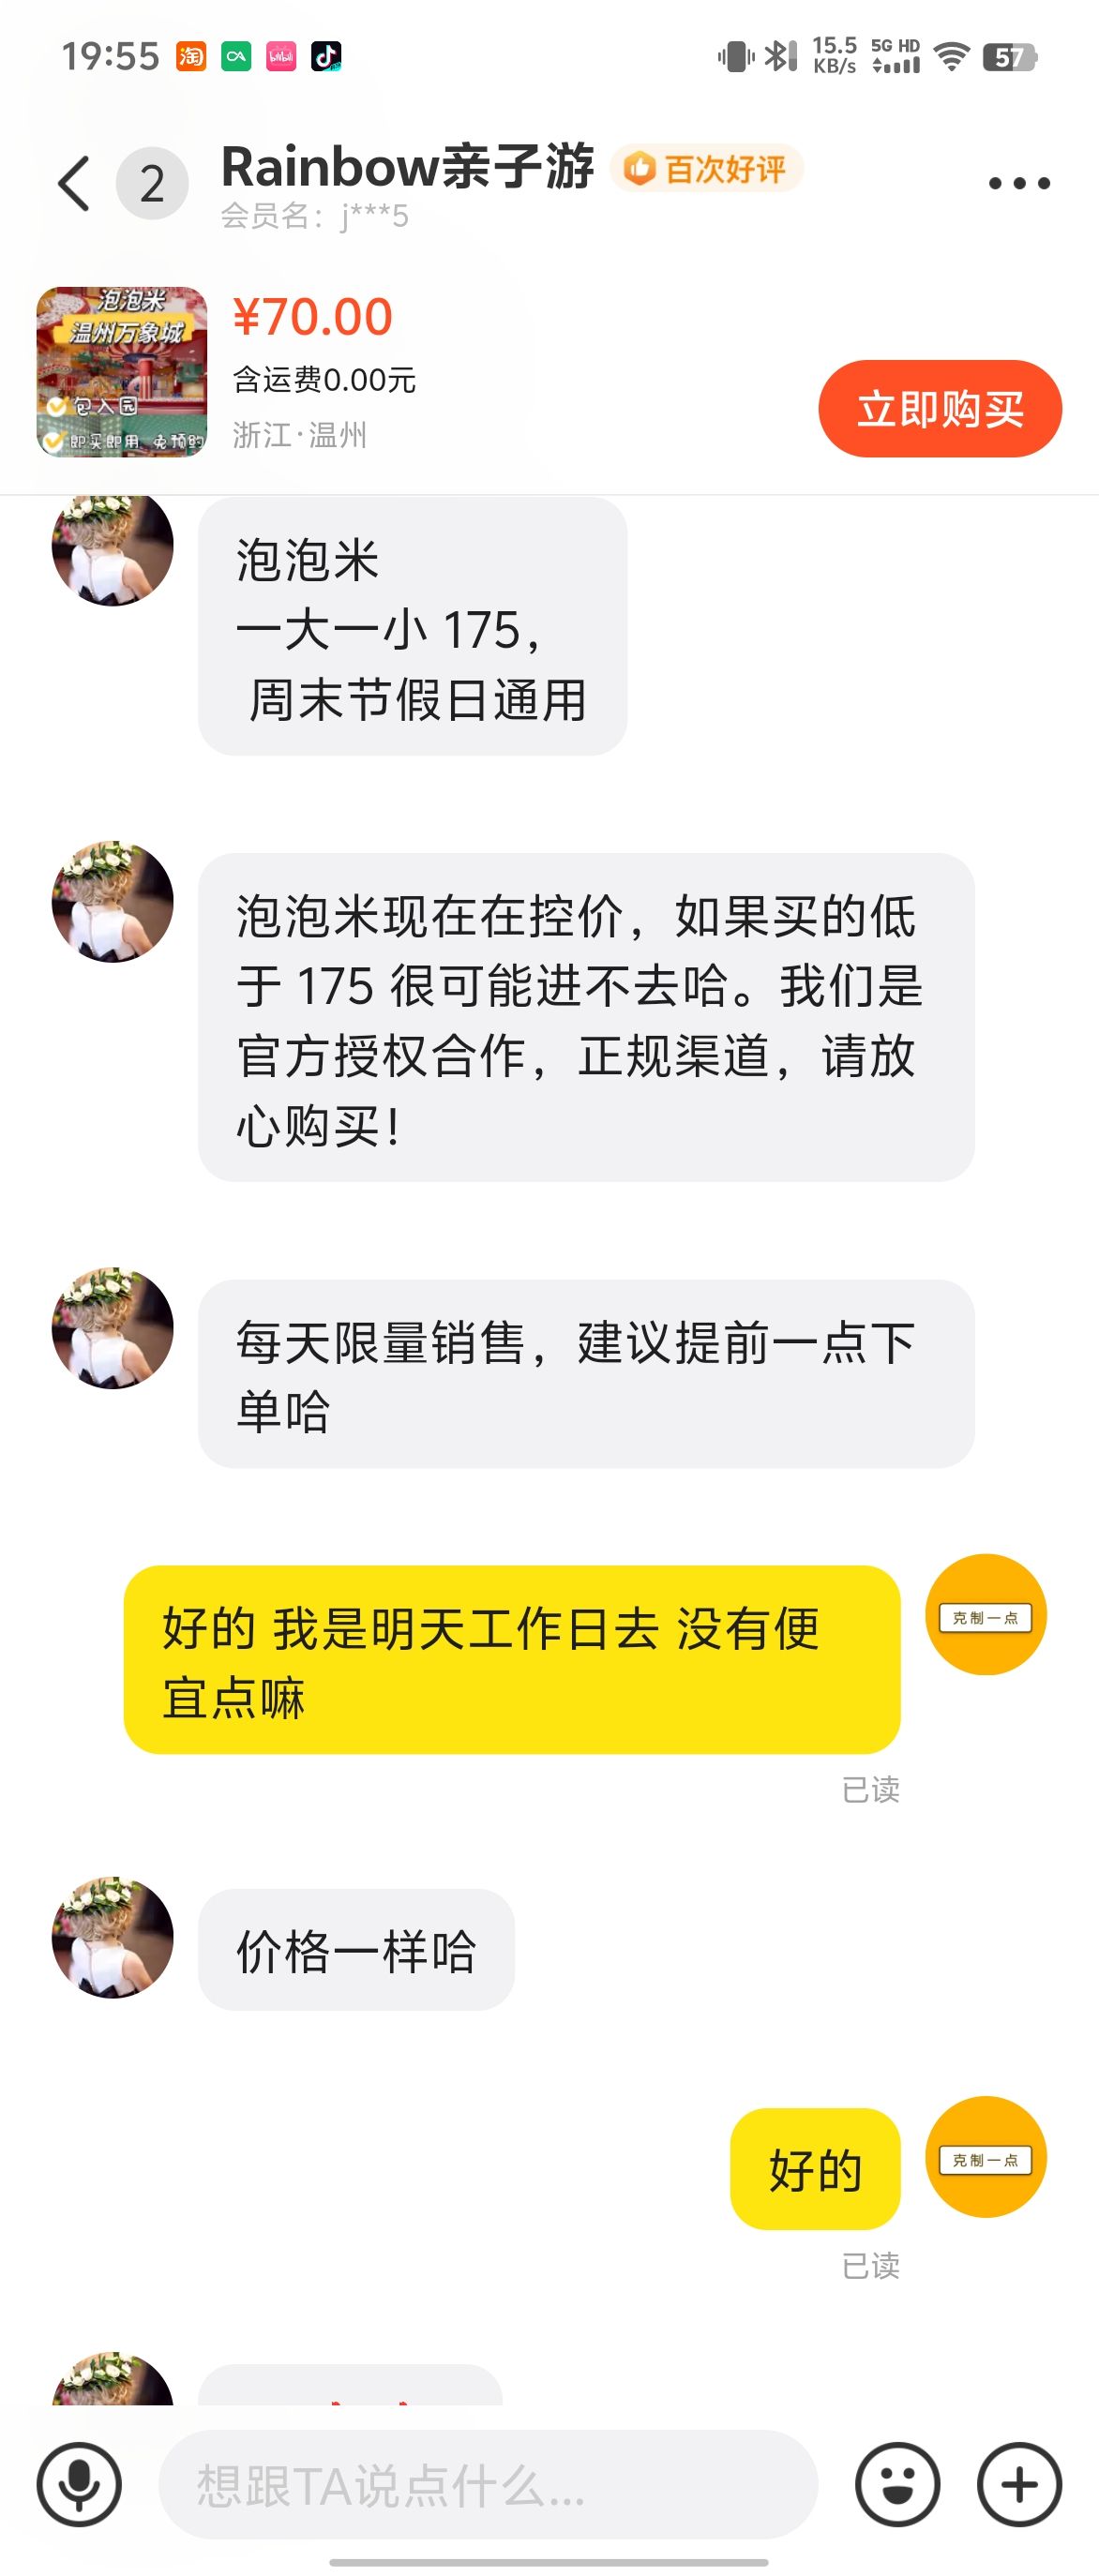 19:55
淘
CA
bilibili
15.5
KB/s
5G HD
57
2
Rainbow亲子游
百次好评
会员名：j***5
泡泡米
温州万象城
包入园
即买即用 免预约
¥70.00
含运费0.00元
浙江·温州
立即购买
泡泡米
一大一小 175，
周末节假日通用
泡泡米现在在控价，如果买的低
于 175 很可能进不去哈。我们是
官方授权合作，正规渠道，请放
心购买！
每天限量销售，建议提前一点下
单哈
好的 我是明天工作日去 没有便
宜点嘛
克制一点
已读
价格一样哈
好的
克制一点
已读
想跟TA说点什么...